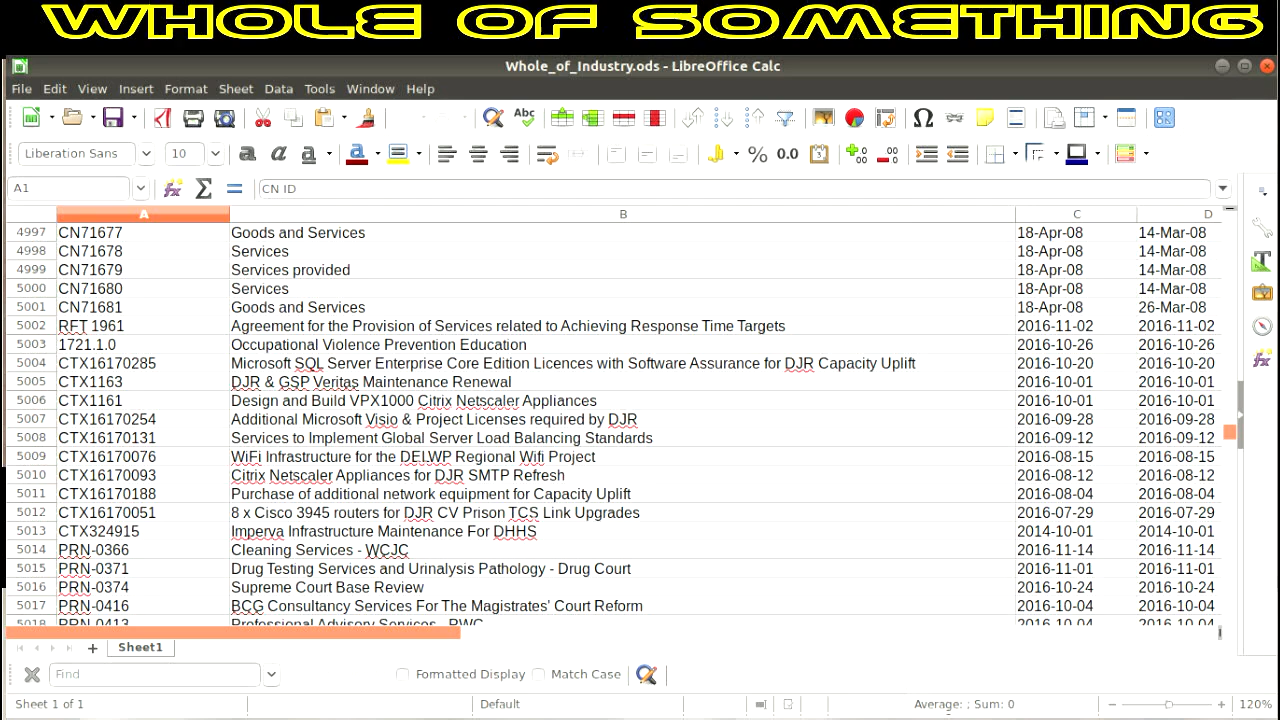 WHOLE OF SOMETHING
Whole_of_Industry.ods - LibreOffice Calc
File Edit View Insert Format Sheet Data Tools Window Help
Abc
Liberation Sans 10 a a a a % 0.0
A1 CN ID
A B C D
4997 CN71677 Goods and Services 18-Apr-08 14-Mar-08
4998 CN71678 Services 18-Apr-08 14-Mar-08
4999 CN71679 Services provided 18-Apr-08 14-Mar-08
5000 CN71680 Services 18-Apr-08 14-Mar-08
5001 CN71681 Goods and Services 18-Apr-08 26-Mar-08
5002 RFT 1961 Agreement for the Provision of Services related to Achieving Response Time Targets 2016-11-02 2016-11-02
5003 1721.1.0 Occupational Violence Prevention Education 2016-10-26 2016-10-26
5004 CTX16170285 Microsoft SQL Server Enterprise Core Edition Licences with Software Assurance for DJR Capacity Uplift 2016-10-20 2016-10-20
5005 CTX1163 DJR & GSP Veritas Maintenance Renewal 2016-10-01 2016-10-01
5006 CTX1161 Design and Build VPX1000 Citrix Netscaler Appliances 2016-10-01 2016-10-01
5007 CTX16170254 Additional Microsoft Visio & Project Licenses required by DJR 2016-09-28 2016-09-28
5008 CTX16170131 Services to Implement Global Server Load Balancing Standards 2016-09-12 2016-09-12
5009 CTX16170076 WiFi Infrastructure for the DELWP Regional Wifi Project 2016-08-15 2016-08-15
5010 CTX16170093 Citrix Netscaler Appliances for DJR SMTP Refresh 2016-08-12 2016-08-12
5011 CTX16170188 Purchase of additional network equipment for Capacity Uplift 2016-08-04 2016-08-04
5012 CTX16170051 8 x Cisco 3945 routers for DJR CV Prison TCS Link Upgrades 2016-07-29 2016-07-29
5013 CTX324915 Imperva Infrastructure Maintenance For DHHS 2014-10-01 2014-10-01
5014 PRN-0366 Cleaning Services - WCJC 2016-11-14 2016-11-14
5015 PRN-0371 Drug Testing Services and Urinalysis Pathology - Drug Court 2016-11-01 2016-11-01
5016 PRN-0374 Supreme Court Base Review 2016-10-24 2016-10-24
5017 PRN-0416 BCG Consultancy Services For The Magistrates' Court Reform 2016-10-04 2016-10-04
5018 PRN-0413 Professional Advisory Services - PWC 2016-10-04 2016-10-04
Sheet1
Find Formatted Display Match Case
Sheet 1 of 1 Default Average: ; Sum: 0 120%